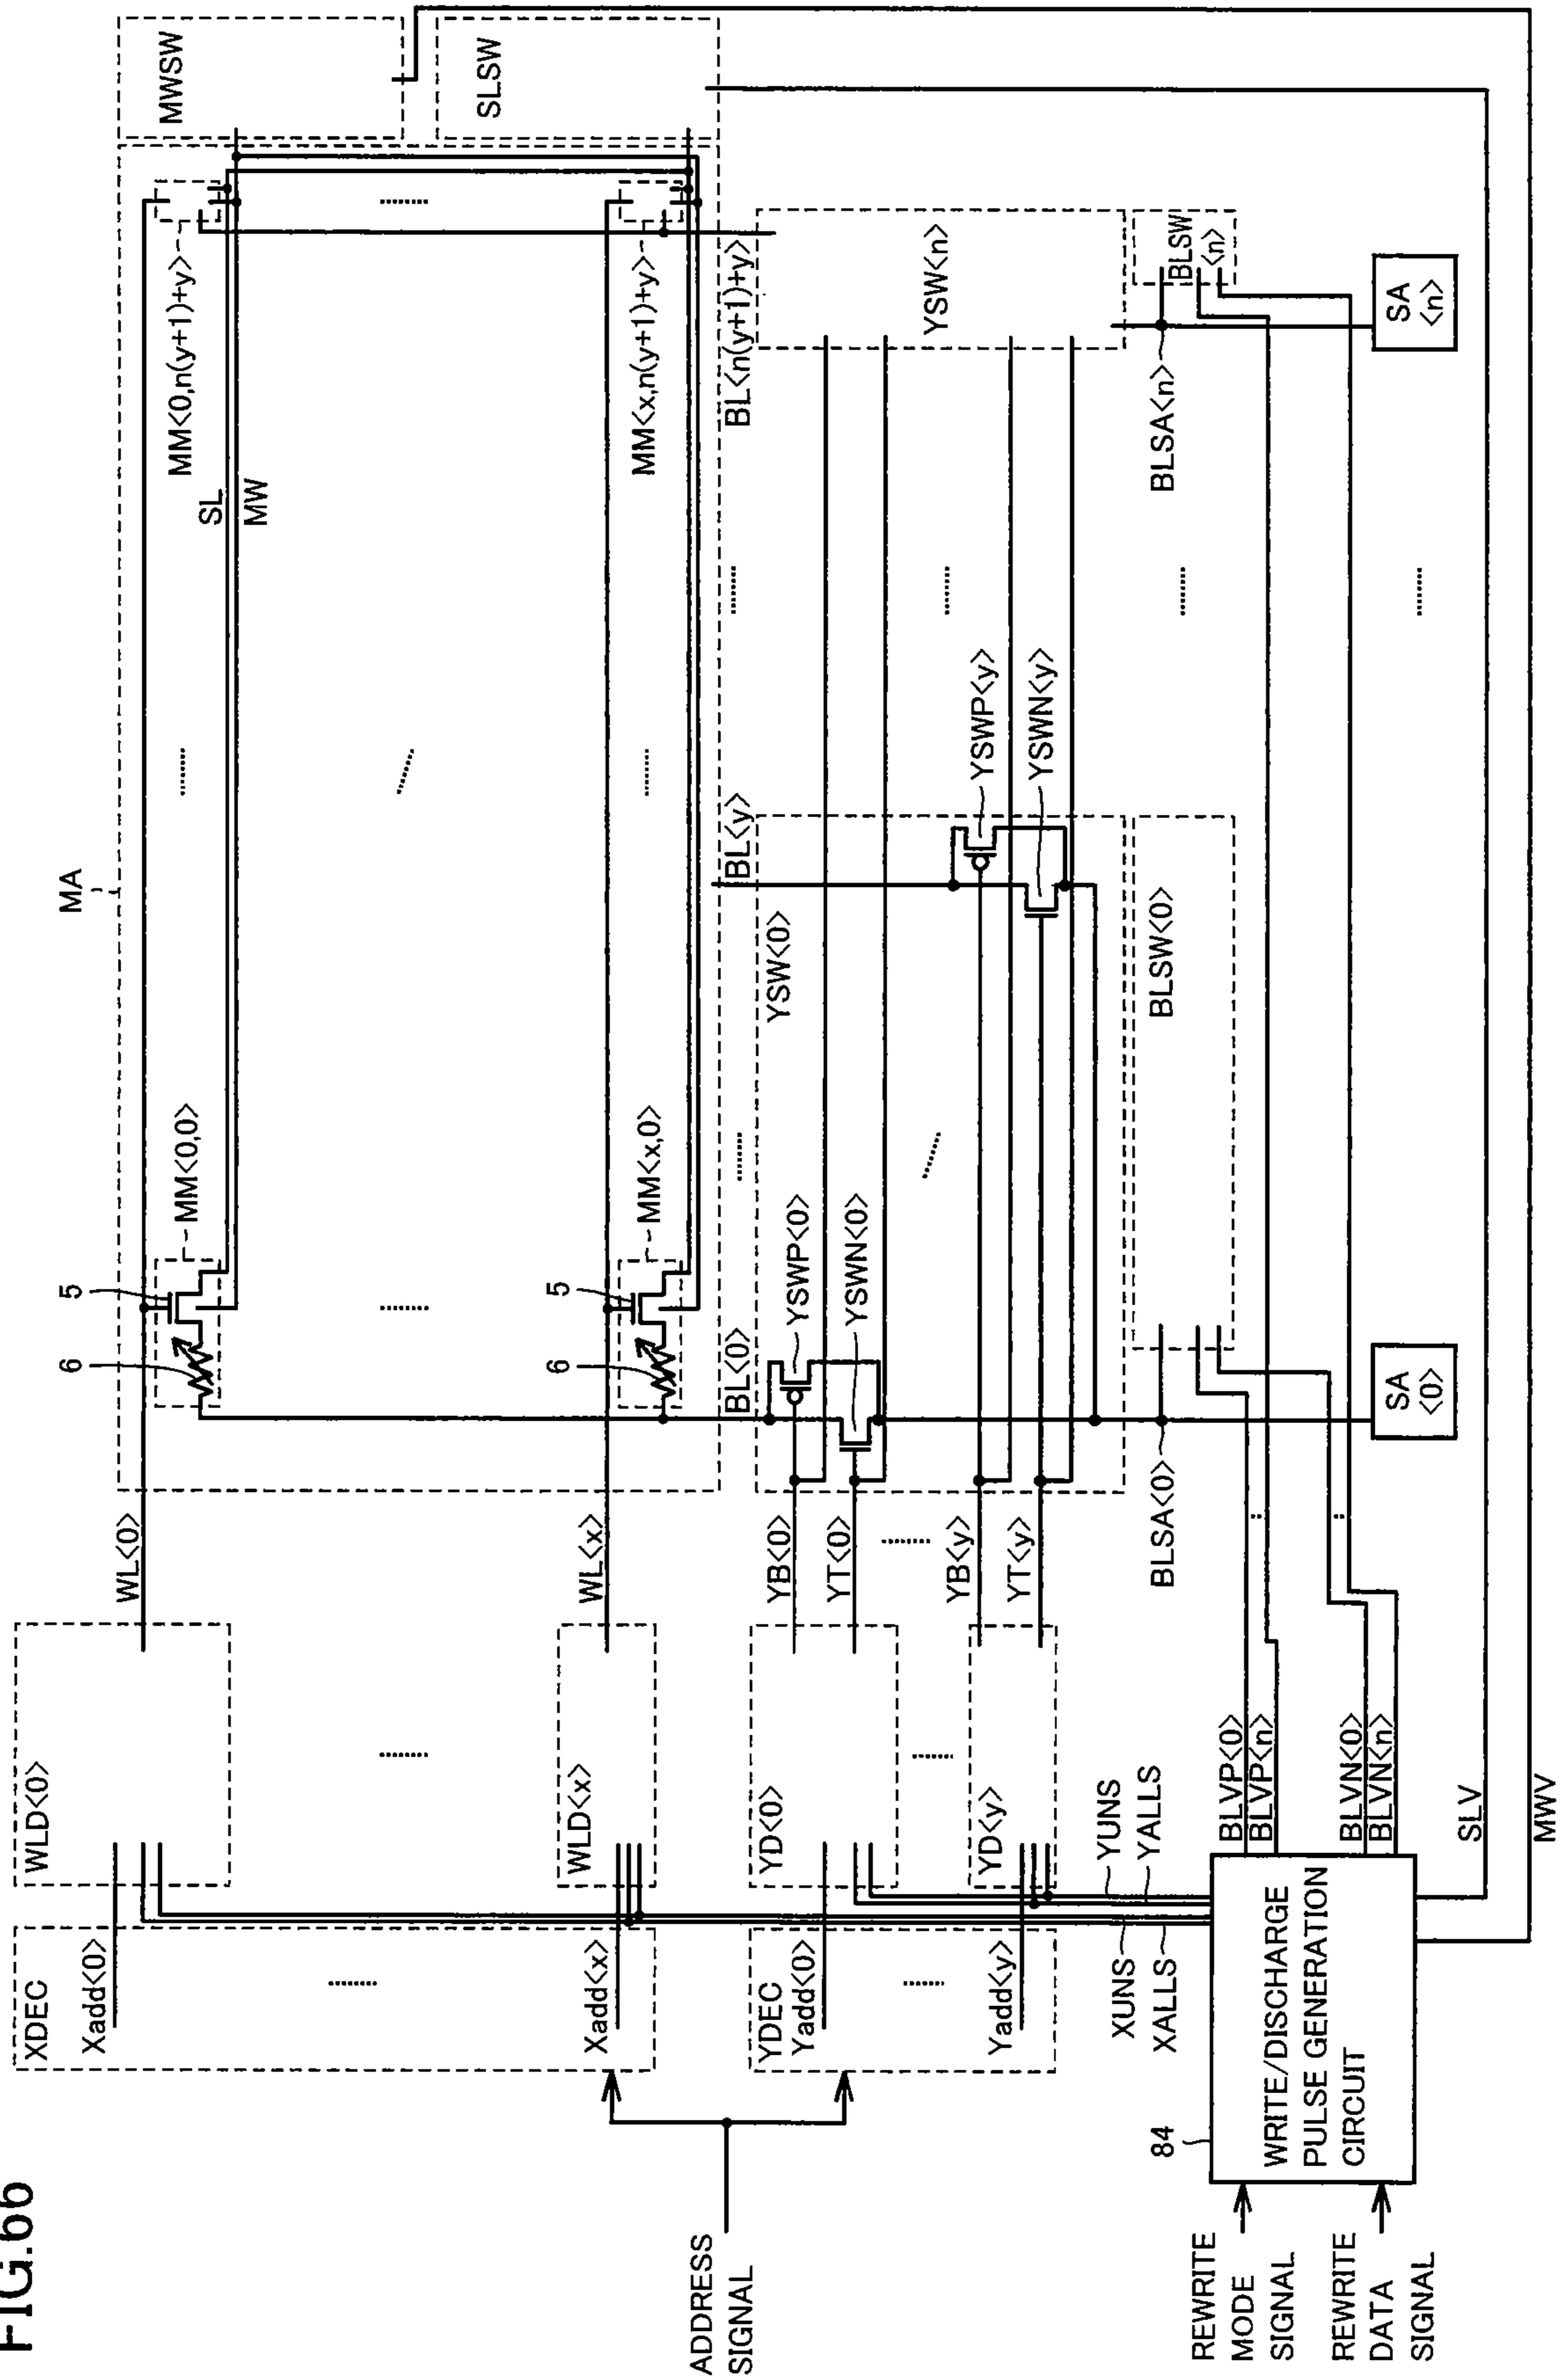 FIG.66
MA
XDEC
Xadd<0>
Xadd<x>
WLD<0>
WLD<x>
WL<0>
WL<x>
6
5
MM<0,0>
6
5
MM<x,0>
SL
MW
MM<0,n(y+1)+y>
MM<x,n(y+1)+y>
MWSW
SLSW
BL<0>
BL<y>
BL<n(y+1)+y>
ADDRESS
SIGNAL
YDEC
Yadd<0>
Yadd<y>
YD<0>
YD<y>
YB<0>
YT<0>
YB<y>
YT<y>
YSWP<0>
YSWN<0>
YSW<0>
YSWP<y>
YSWN<y>
YSW<n>
XUNS
XALLS
YUNS
YALLS
BLSA<0>
BLSW<0>
BLSA<n>
BLSW
<n>
84
REWRITE
MODE
SIGNAL
REWRITE
DATA
SIGNAL
WRITE/DISCHARGE
PULSE GENERATION
CIRCUIT
BLVP<0>
BLVP<n>
BLVN<0>
BLVN<n>
SA
<0>
SA
<n>
SLV
MWV